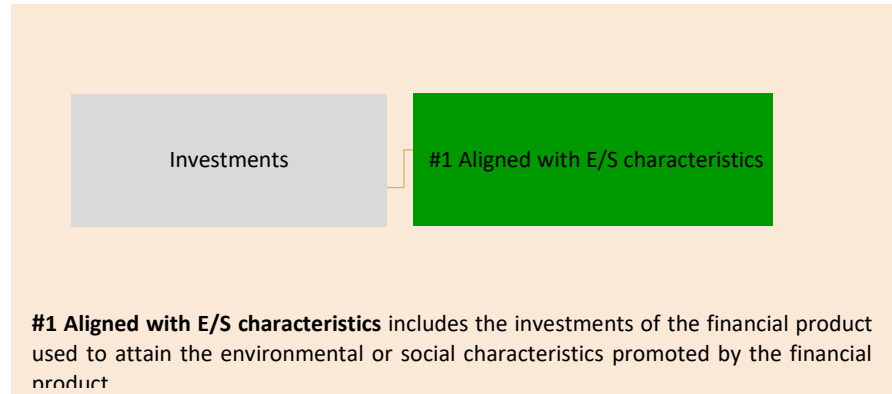 Investments
#1 Aligned with E/S characteristics
#1 Aligned with E/S characteristics includes the investments of the financial product
used to attain the environmental or social characteristics promoted by the financial
product